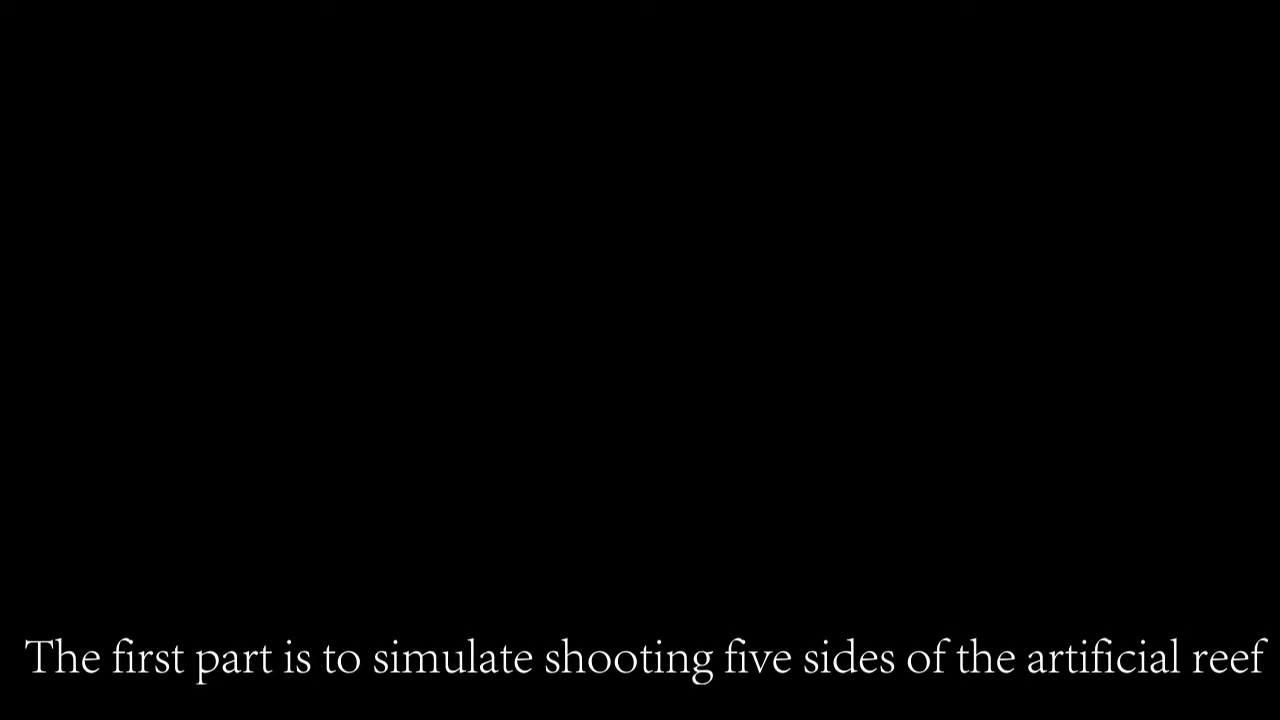 The first part is to simulate shooting five sides of the artificial reef